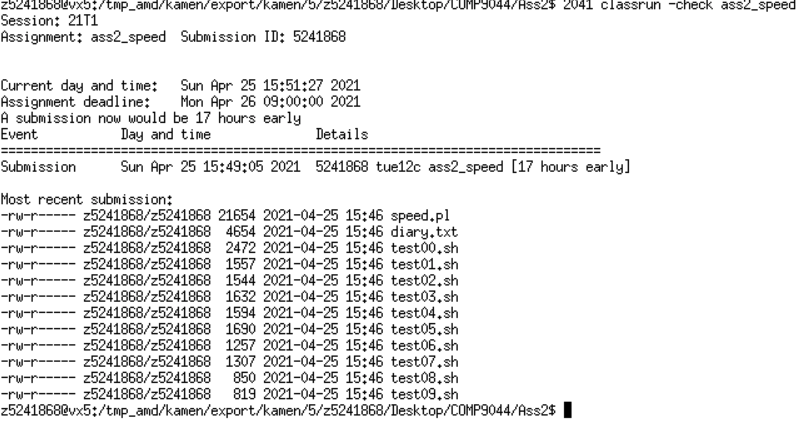 z5241868@vx5:/tmp_amd/kamen/export/kamen/5/z5241868/Desktop/COMP9044/Ass2$ 2041 classrun -check ass2_speed
Session: 21T1
Assignment: ass2_speed  Submission ID: 5241868
Current day and time:   Sun Apr 25 15:51:27 2021
Assignment deadline:    Mon Apr 26 09:00:00 2021
A submission now would be 17 hours early
Event           Day and time              Details
================================================================================
Submission      Sun Apr 25 15:49:05 2021  5241868 tue12c ass2_speed [17 hours early]
Most recent submission:
-rw-r----- z5241868/z5241868 21654 2021-04-25 15:46 speed.pl
-rw-r----- z5241868/z5241868  4654 2021-04-25 15:46 diary.txt
-rw-r----- z5241868/z5241868  2472 2021-04-25 15:46 test00.sh
-rw-r----- z5241868/z5241868  1557 2021-04-25 15:46 test01.sh
-rw-r----- z5241868/z5241868  1544 2021-04-25 15:46 test02.sh
-rw-r----- z5241868/z5241868  1632 2021-04-25 15:46 test03.sh
-rw-r----- z5241868/z5241868  1594 2021-04-25 15:46 test04.sh
-rw-r----- z5241868/z5241868  1690 2021-04-25 15:46 test05.sh
-rw-r----- z5241868/z5241868  1257 2021-04-25 15:46 test06.sh
-rw-r----- z5241868/z5241868  1307 2021-04-25 15:46 test07.sh
-rw-r----- z5241868/z5241868   850 2021-04-25 15:46 test08.sh
-rw-r----- z5241868/z5241868   819 2021-04-25 15:46 test09.sh
z5241868@vx5:/tmp_amd/kamen/export/kamen/5/z5241868/Desktop/COMP9044/Ass2$